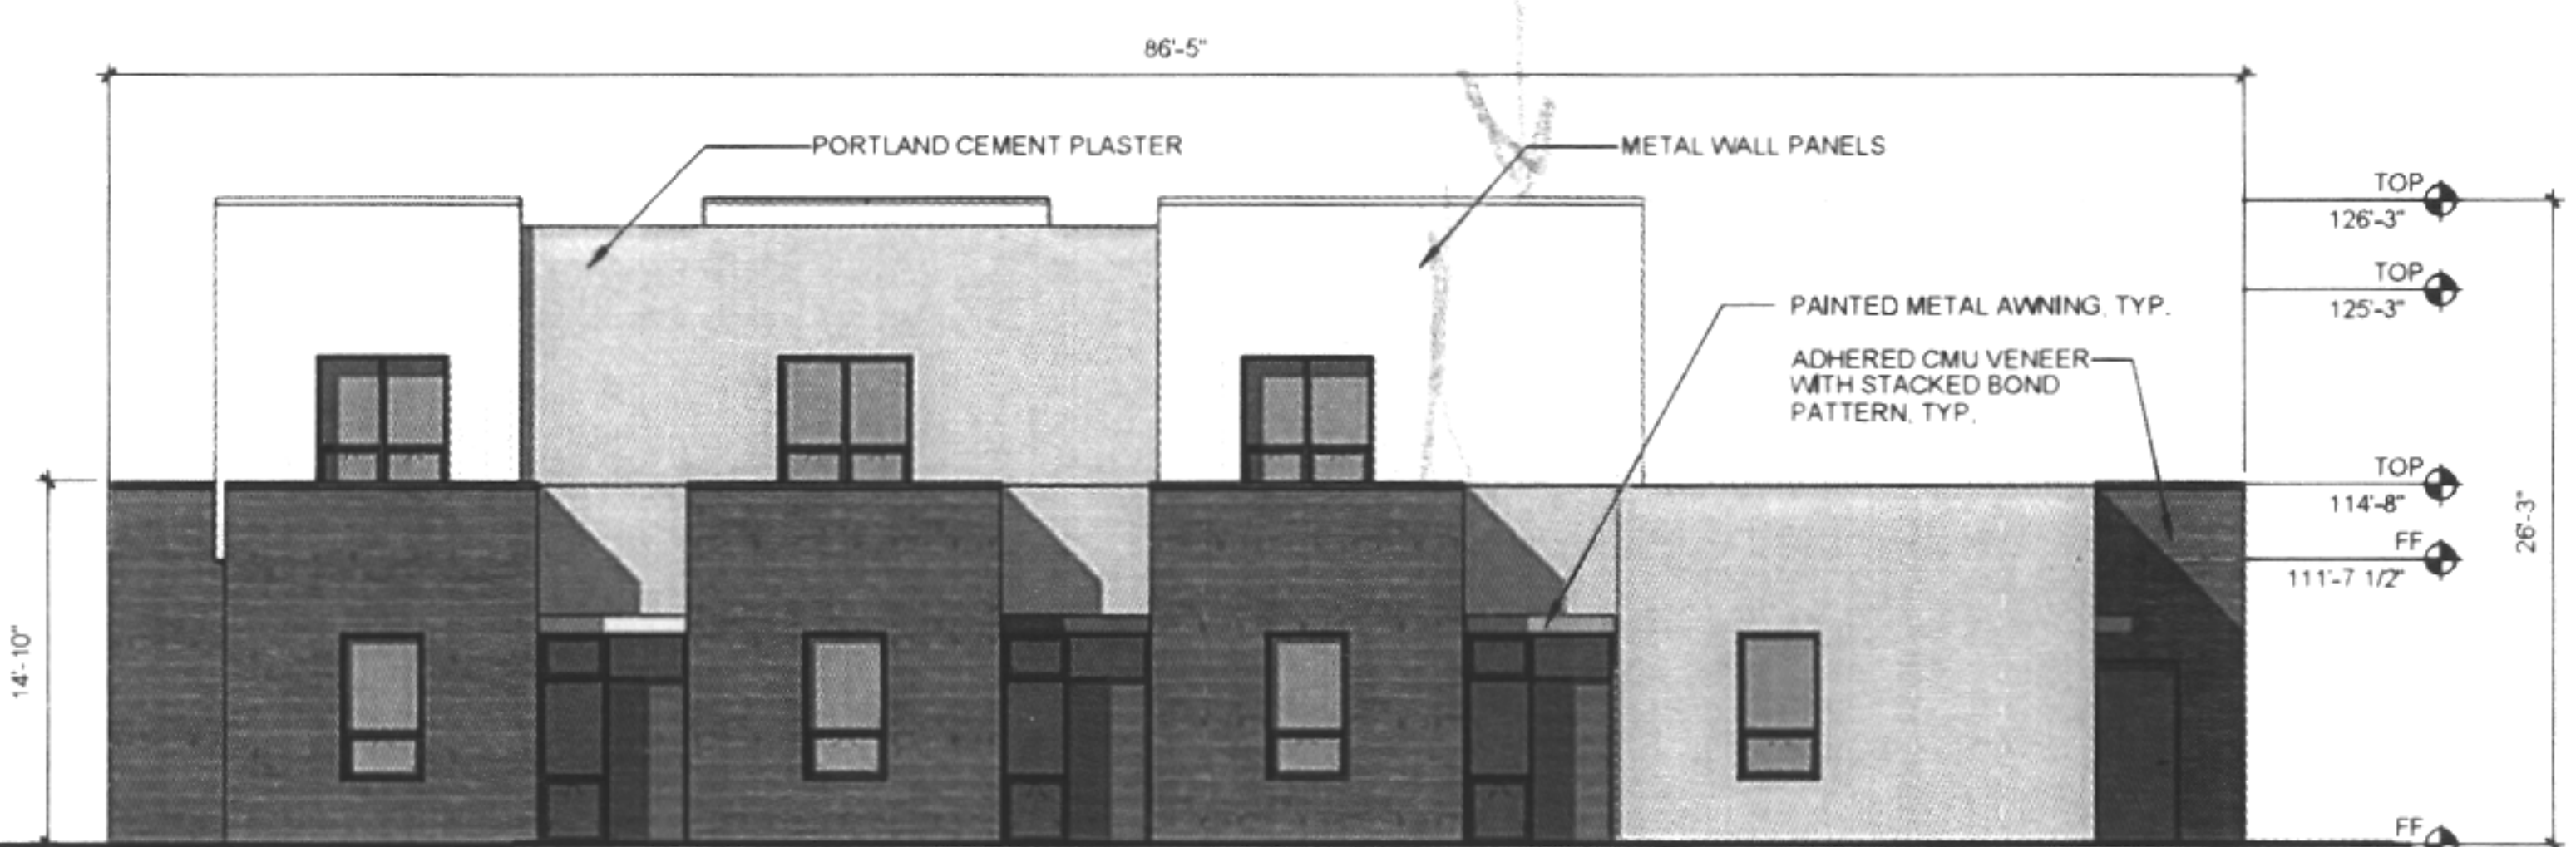 86'-5"
PORTLAND CEMENT PLASTER
METAL WALL PANELS
TOP
126'-3"
TOP
125'-3"
PAINTED METAL AWNING, TYP.
ADHERED CMU VENEER
WITH STACKED BOND
PATTERN, TYP.
TOP
114'-8"
FF
111'-7 1/2"
26'-3"
14'-10"
FF